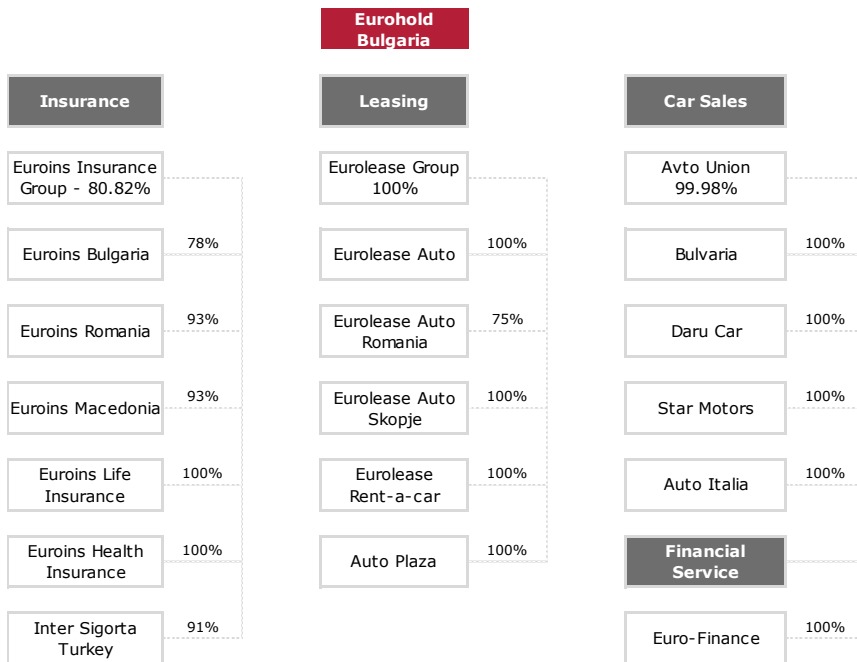 Eurohold
Bulgaria
Insurance
Euroins Insurance
Group - 80.82%
Euroins Bulgaria
78%
Euroins Romania
93%
Euroins Macedonia
93%
Euroins Life
Insurance
100%
Euroins Health
Insurance
100%
Inter Sigorta
Turkey
91%
Leasing
Eurolease Group
100%
Eurolease Auto
100%
Eurolease Auto
Romania
75%
Eurolease Auto
Skopje
100%
Eurolease
Rent-a-car
100%
Auto Plaza
100%
Car Sales
Avto Union
99.98%
Bulvaria
100%
Daru Car
100%
Star Motors
100%
Auto Italia
100%
Financial
Service
Euro-Finance
100%